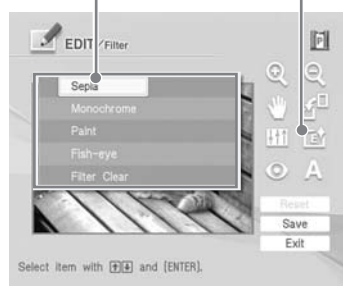 EDIT/Filter
P
Sepia
Monochrome
Paint
Fish-eye
Filter Clear
E
A
Reset
Save
Exit
Select item with [↑][↓] and [ENTER].